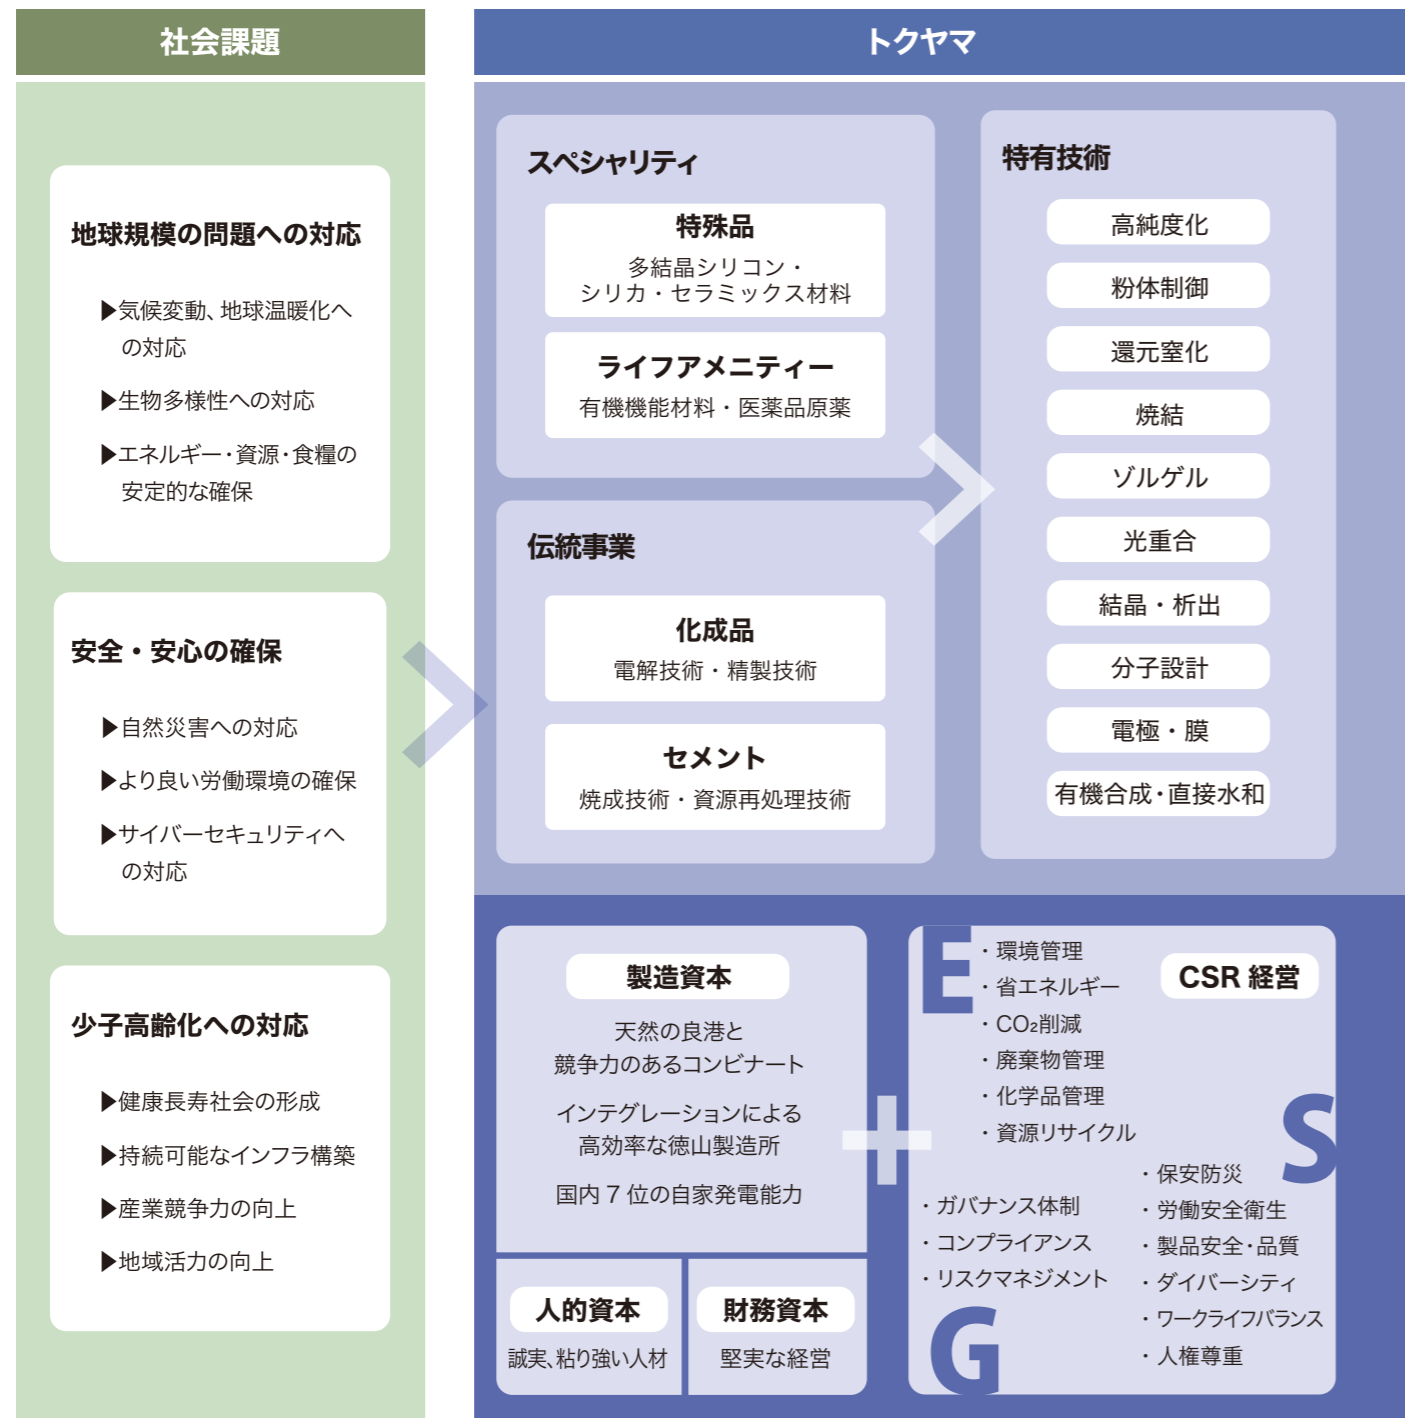 社会課題
地球規模の問題への対応
▶気候変動、地球温暖化へ
の対応
▶生物多様性への対応
▶エネルギー・資源・食糧の
安定的な確保
安全・安心の確保
▶自然災害への対応
▶より良い労働環境の確保
▶サイバーセキュリティへ
の対応
少子高齢化への対応
▶健康長寿社会の形成
▶持続可能なインフラ構築
▶産業競争力の向上
▶地域活力の向上
トクヤマ
スペシャリティ
特殊品
多結晶シリコン・
シリカ・セラミックス材料
ライフアメニティー
有機機能材料・医薬品原薬
伝統事業
化成品
電解技術・精製技術
セメント
焼成技術・資源再処理技術
特有技術
高純度化
粉体制御
還元窒化
焼結
ゾルゲル
光重合
結晶・析出
分子設計
電極・膜
有機合成・直接水和
製造資本
天然の良港と
競争力のあるコンビナート
インテグレーションによる
高効率な徳山製造所
国内7位の自家発電能力
人的資本
誠実、粘り強い人材
財務資本
堅実な経営
+
CSR 経営
E
・環境管理
・省エネルギー
・CO₂削減
・廃棄物管理
・化学品管理
・資源リサイクル
S
・保安防災
・労働安全衛生
・製品安全・品質
・ダイバーシティ
・ワークライフバランス
・人権尊重
・ガバナンス体制
・コンプライアンス
・リスクマネジメント
G